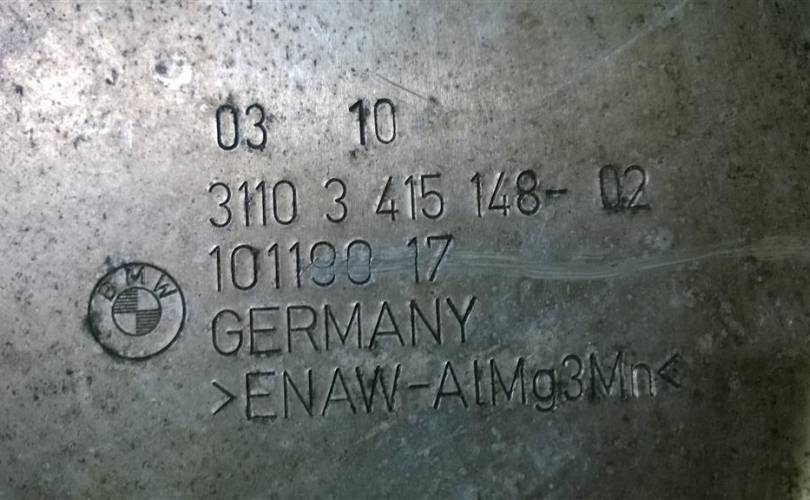 03 10
3110 3 415 148- 02
101190 17
BMW
GERMANY
>ENAW-AlMg3Mn<